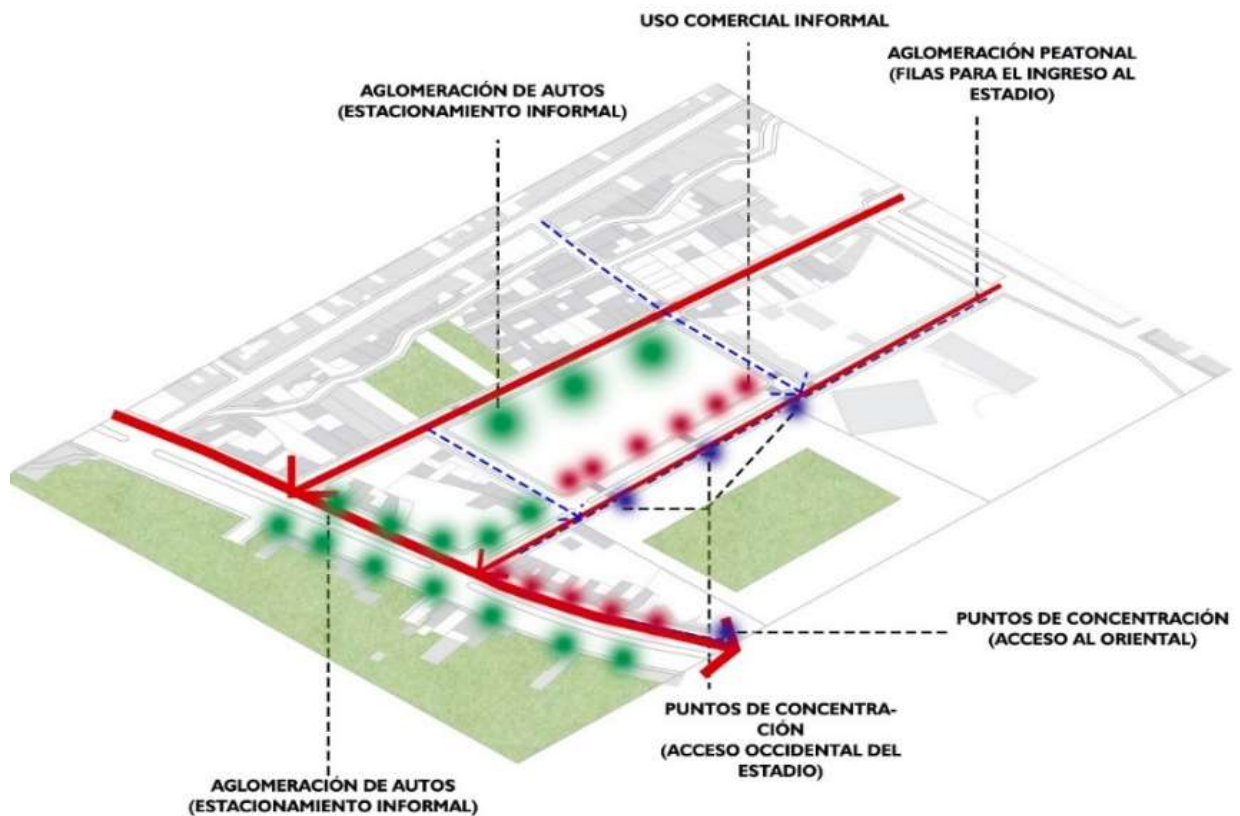 USO COMERCIAL INFORMAL
AGLOMERACIÓN PEATONAL
(FILAS PARA EL INGRESO AL
ESTADIO)
AGLOMERACIÓN DE AUTOS
(ESTACIONAMIENTO INFORMAL)
PUNTOS DE CONCENTRACIÓN
(ACCESO AL ORIENTAL)
PUNTOS DE CONCENTRA-
CIÓN
(ACCESO OCCIDENTAL DEL
ESTADIO)
AGLOMERACIÓN DE AUTOS
(ESTACIONAMIENTO INFORMAL)